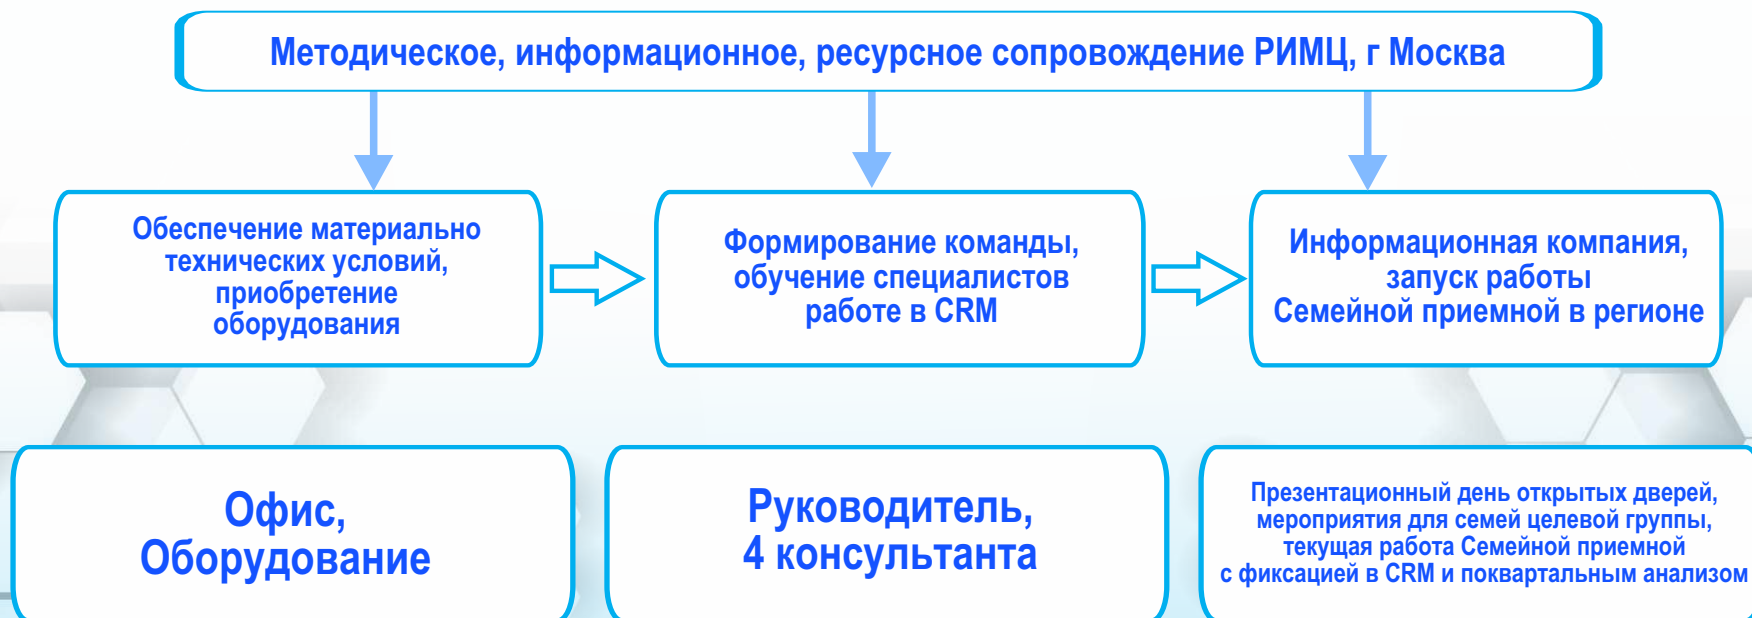 Методическое, информационное, ресурсное сопровождение РИМЦ, г Москва
Обеспечение материально
технических условий,
приобретение
оборудования
Формирование команды,
обучение специалистов
работе в CRM
Информационная компания,
запуск работы
Семейной приемной в регионе
Офис,
Оборудование
Руководитель,
4 консультанта
Презентационный день открытых дверей,
мероприятия для семей целевой группы,
текущая работа Семейной приемной
с фиксацией в CRM и поквартальным анализом